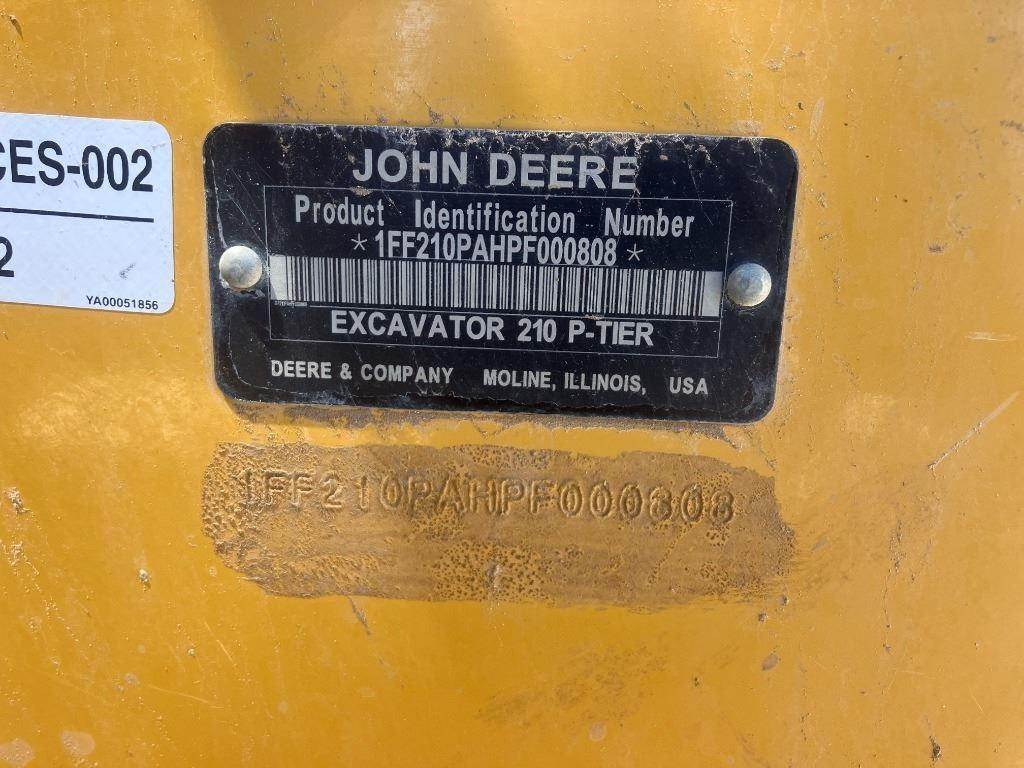 CES-002
2
YA00051856
JOHN DEERE
Product Identification Number
*1FF210PAHPF000808*
EXCAVATOR 210 P-TIER
DEERE & COMPANY MOLINE, ILLINOIS, USA
1FF210PAHPF000808